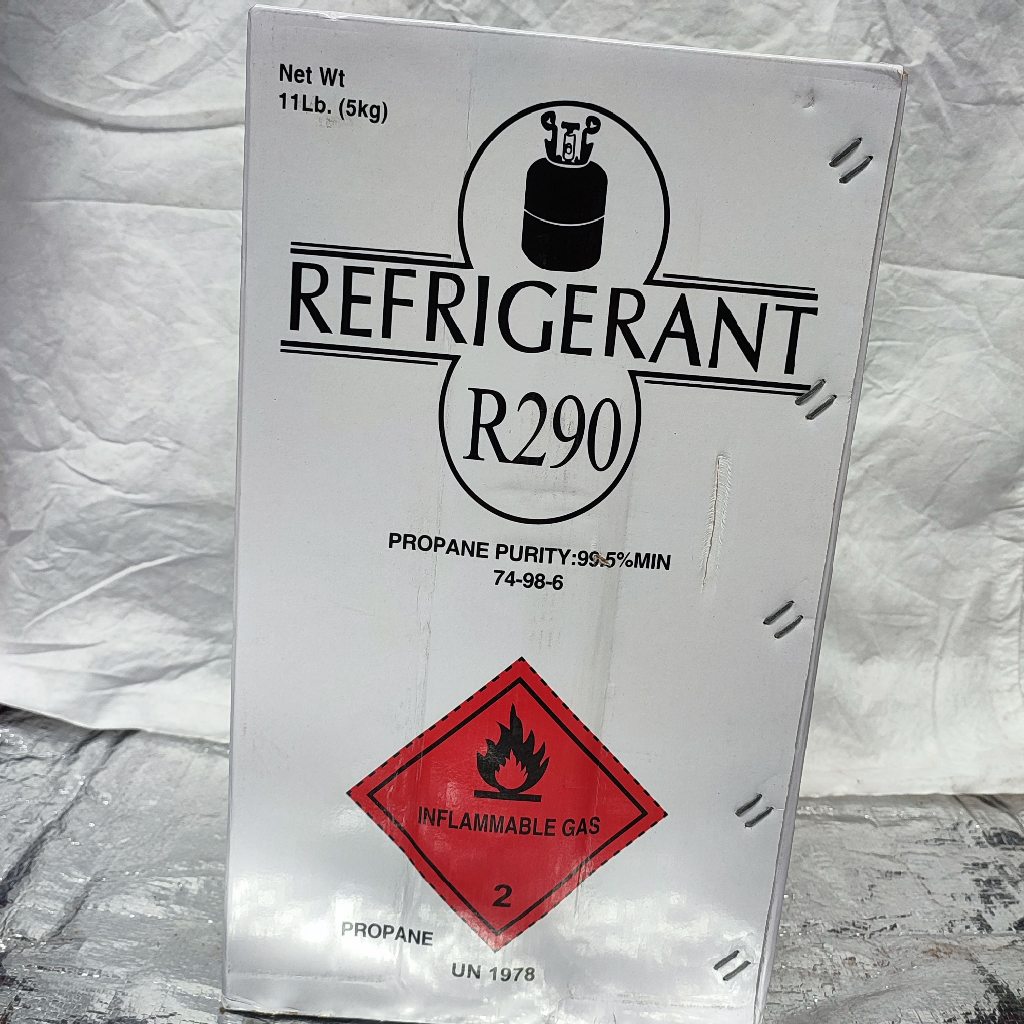 Net Wt
11Lb. (5kg)
REFRIGERANT
R290
PROPANE PURITY:99.5%MIN
74-98-6
INFLAMMABLE GAS
2
PROPANE
UN 1978